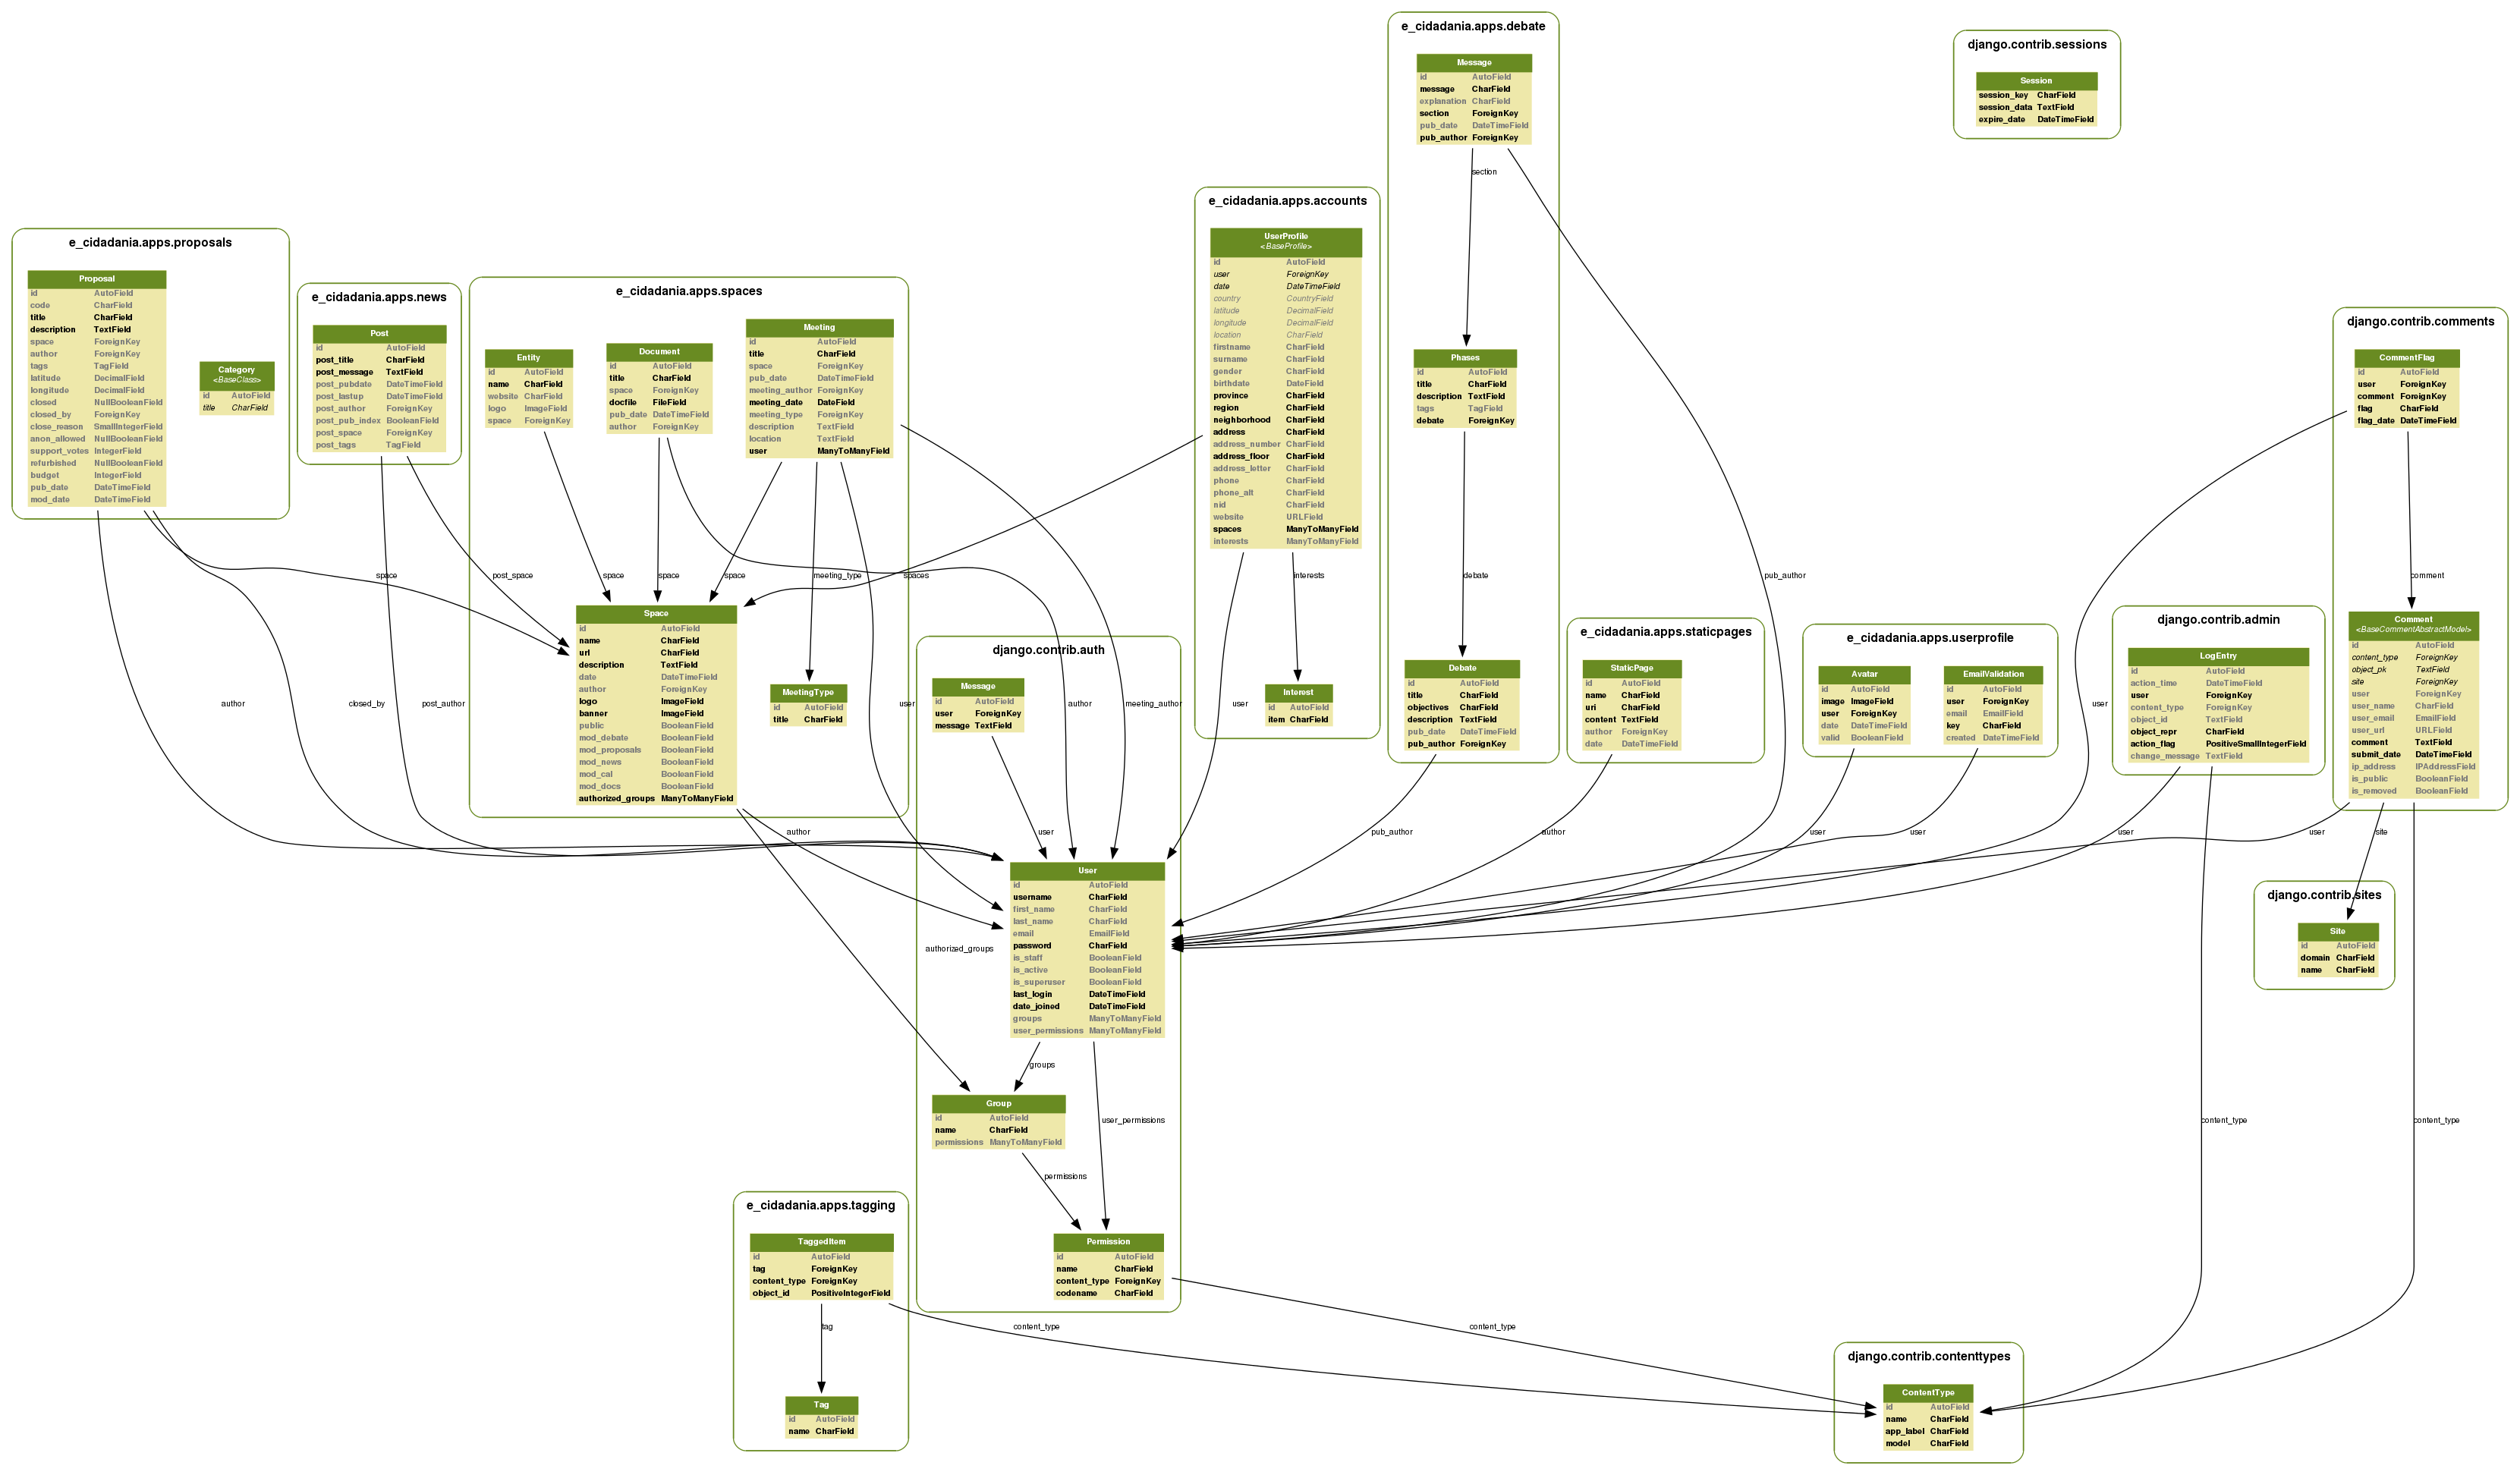 e_cidadania.apps.debate
Message
id AutoField
message CharField
explanation CharField
section ForeignKey
pub_date DateTimeField
pub_author ForeignKey
section
Phases
id AutoField
title CharField
description TextField
tags TagField
debate ForeignKey
debate
Debate
id AutoField
title CharField
objectives CharField
description TextField
pub_date DateTimeField
pub_author ForeignKey
pub_author
pub_author
django.contrib.sessions
Session
session_key CharField
session_data TextField
expire_date DateTimeField
e_cidadania.apps.accounts
UserProfile
<BaseProfile>
id AutoField
user ForeignKey
date DateTimeField
country CountryField
latitude DecimalField
longitude DecimalField
location CharField
firstname CharField
surname CharField
gender CharField
birthdate DateField
province CharField
region CharField
neighborhood CharField
address CharField
address_number CharField
address_floor CharField
address_letter CharField
phone CharField
phone_alt CharField
nid CharField
website URLField
spaces ManyToManyField
interests ManyToManyField
spaces
interests
user
Interest
id AutoField
item CharField
e_cidadania.apps.proposals
Proposal
id AutoField
code CharField
title CharField
description TextField
space ForeignKey
author ForeignKey
tags TagField
latitude DecimalField
longitude DecimalField
closed NullBooleanField
closed_by ForeignKey
close_reason SmallIntegerField
anon_allowed NullBooleanField
support_votes IntegerField
refurbished NullBooleanField
budget IntegerField
pub_date DateTimeField
mod_date DateTimeField
Category
<BaseClass>
id AutoField
title CharField
space
author
closed_by
e_cidadania.apps.news
Post
id AutoField
post_title CharField
post_message TextField
post_pubdate DateTimeField
post_lastup DateTimeField
post_author ForeignKey
post_pub_index BooleanField
post_space ForeignKey
post_tags TagField
post_space
post_author
e_cidadania.apps.spaces
Entity
id AutoField
name CharField
website CharField
logo ImageField
space ForeignKey
Document
id AutoField
title CharField
space ForeignKey
docfile FileField
pub_date DateTimeField
author ForeignKey
Meeting
id AutoField
title CharField
space ForeignKey
pub_date DateTimeField
meeting_author ForeignKey
meeting_date DateField
meeting_type ForeignKey
description TextField
location TextField
user ManyToManyField
space
space
space
meeting_type
user
author
meeting_author
Space
id AutoField
name CharField
url CharField
description TextField
date DateTimeField
author ForeignKey
logo ImageField
banner ImageField
public BooleanField
mod_debate BooleanField
mod_proposals BooleanField
mod_news BooleanField
mod_cal BooleanField
mod_docs BooleanField
authorized_groups ManyToManyField
MeetingType
id AutoField
title CharField
author
authorized_groups
django.contrib.auth
Message
id AutoField
user ForeignKey
message TextField
user
User
id AutoField
username CharField
first_name CharField
last_name CharField
email EmailField
password CharField
is_staff BooleanField
is_active BooleanField
is_superuser BooleanField
last_login DateTimeField
date_joined DateTimeField
groups ManyToManyField
user_permissions ManyToManyField
groups
user_permissions
Group
id AutoField
name CharField
permissions ManyToManyField
permissions
Permission
id AutoField
name CharField
content_type ForeignKey
codename CharField
content_type
e_cidadania.apps.staticpages
StaticPage
id AutoField
name CharField
uri CharField
content TextField
author ForeignKey
date DateTimeField
author
e_cidadania.apps.userprofile
Avatar
id AutoField
image ImageField
user ForeignKey
date DateTimeField
valid BooleanField
EmailValidation
id AutoField
user ForeignKey
email EmailField
key CharField
created DateTimeField
user
user
django.contrib.admin
LogEntry
id AutoField
action_time DateTimeField
user ForeignKey
content_type ForeignKey
object_id TextField
object_repr CharField
action_flag PositiveSmallIntegerField
change_message TextField
user
content_type
django.contrib.comments
CommentFlag
id AutoField
user ForeignKey
comment ForeignKey
flag CharField
flag_date DateTimeField
comment
user
Comment
<BaseCommentAbstractModel>
id AutoField
content_type ForeignKey
object_pk TextField
site ForeignKey
user ForeignKey
user_name CharField
user_email EmailField
user_url URLField
comment TextField
submit_date DateTimeField
ip_address IPAddressField
is_public BooleanField
is_removed BooleanField
user
site
content_type
django.contrib.sites
Site
id AutoField
domain CharField
name CharField
e_cidadania.apps.tagging
TaggedItem
id AutoField
tag ForeignKey
content_type ForeignKey
object_id PositiveIntegerField
tag
content_type
Tag
id AutoField
name CharField
django.contrib.contenttypes
ContentType
id AutoField
name CharField
app_label CharField
model CharField